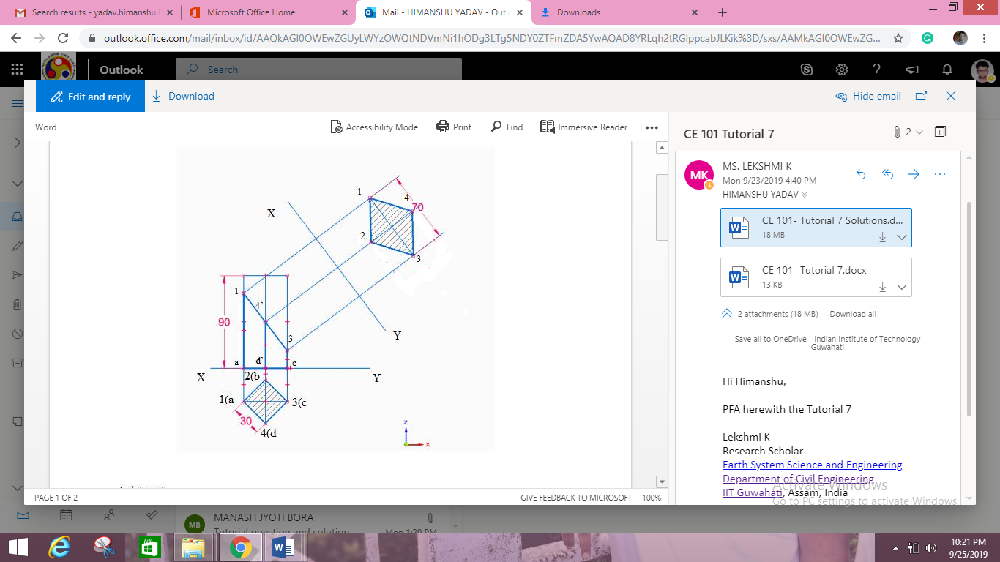 Search results - yadav.himanshu1
Microsoft Office Home
Mail - HIMANSHU YADAV - Outl
Downloads
outlook.office.com/mail/inbox/id/AAQkAGI0OWEwZGUyLWYzOWQtNDVmNi1hODg3LTg5NDY0ZTFmZDA5YwAQAD8YRLqh2tRGlppcabJLKik%3D/sxs/AAMkAGI0OWEwZG...
Outlook
Search
Edit and reply
Download
Hide email
Word
Accessibility Mode
Print
Find
Immersive Reader
CE 101 Tutorial 7
2
MK
MS. LEKSHMI K
Mon 9/23/2019 4:40 PM
HIMANSHU YADAV
CE 101- Tutorial 7 Solutions.d...
18 MB
CE 101- Tutorial 7.docx
13 KB
2 attachments (18 MB) Download all
Save all to OneDrive - Indian Institute of Technology
Guwahati
Hi Himanshu,
PFA herewith the Tutorial 7
Lekshmi K
Research Scholar
Earth System Science and Engineering
Department of Civil Engineering
IIT Guwahati, Assam, India
Activate Windows
Go to PC settings to activate Windows.
1
4
70
X
2
3
1
4'
90
3
Y
a
d'
c
X
2(b
Y
1(a
3(c
30
4(d
z
x
PAGE 1 OF 2
GIVE FEEDBACK TO MICROSOFT
100%
MB
MANASH JYOTI BORA
Tutorial question and solution
Mon 1:29 PM
10:21 PM
9/25/2019